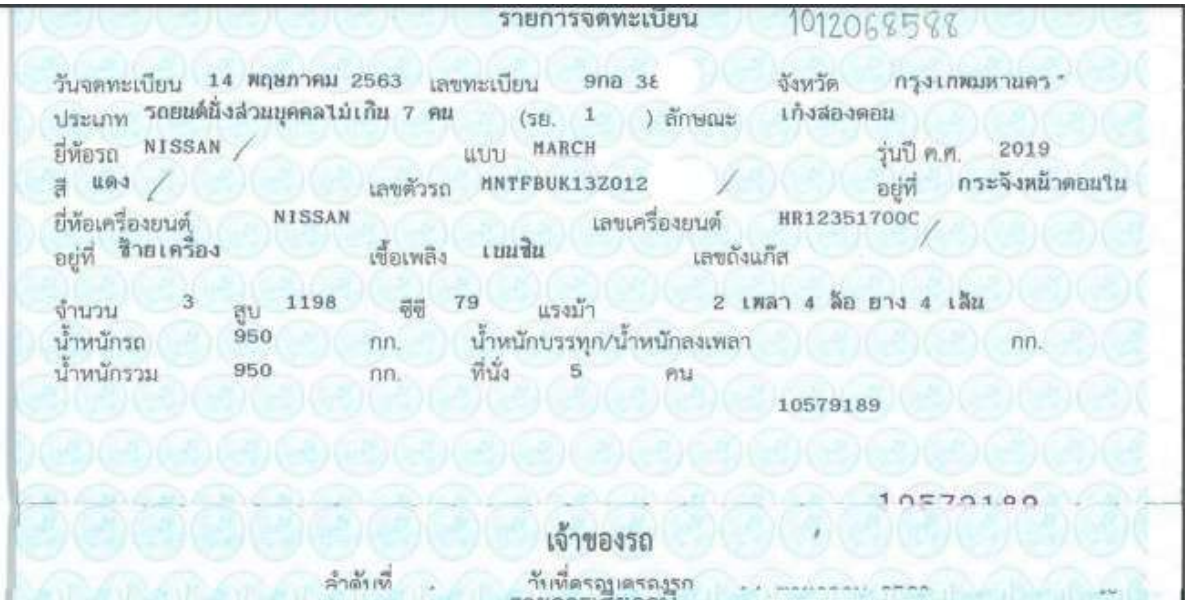 รายการจดทะเบียน 1012068588
วันจดทะเบียน 14 พฤษภาคม 2563 เลขทะเบียน 9กอ 38 จังหวัด กรุงเทพมหานคร
ประเภท รถยนต์นั่งส่วนบุคคลไม่เกิน 7 คน (รย. 1 ) ลักษณะ เก๋งสองตอน
ยี่ห้อรถ NISSAN แบบ MARCH รุ่นปี ค.ศ. 2019
สี แดง เลขตัวรถ MNTFBUK13Z012 อยู่ที่ กระจังหน้าตอนใน
ยี่ห้อเครื่องยนต์ NISSAN เลขเครื่องยนต์ HR12351700C
อยู่ที่ ซ้ายเครื่อง เชื้อเพลิง เบนซิน เลขถังแก๊ส
จำนวน 3 สูบ 1198 ซีซี 79 แรงม้า 2 เพลา 4 ล้อ ยาง 4 เส้น
น้ำหนักรถ 950 กก. น้ำหนักบรรทุก/น้ำหนักลงเพลา กก.
น้ำหนักรวม 950 กก. ที่นั่ง 5 คน
10579189
10579189
เจ้าของรถ
ลำดับที่ วันที่ครอบครองรถ